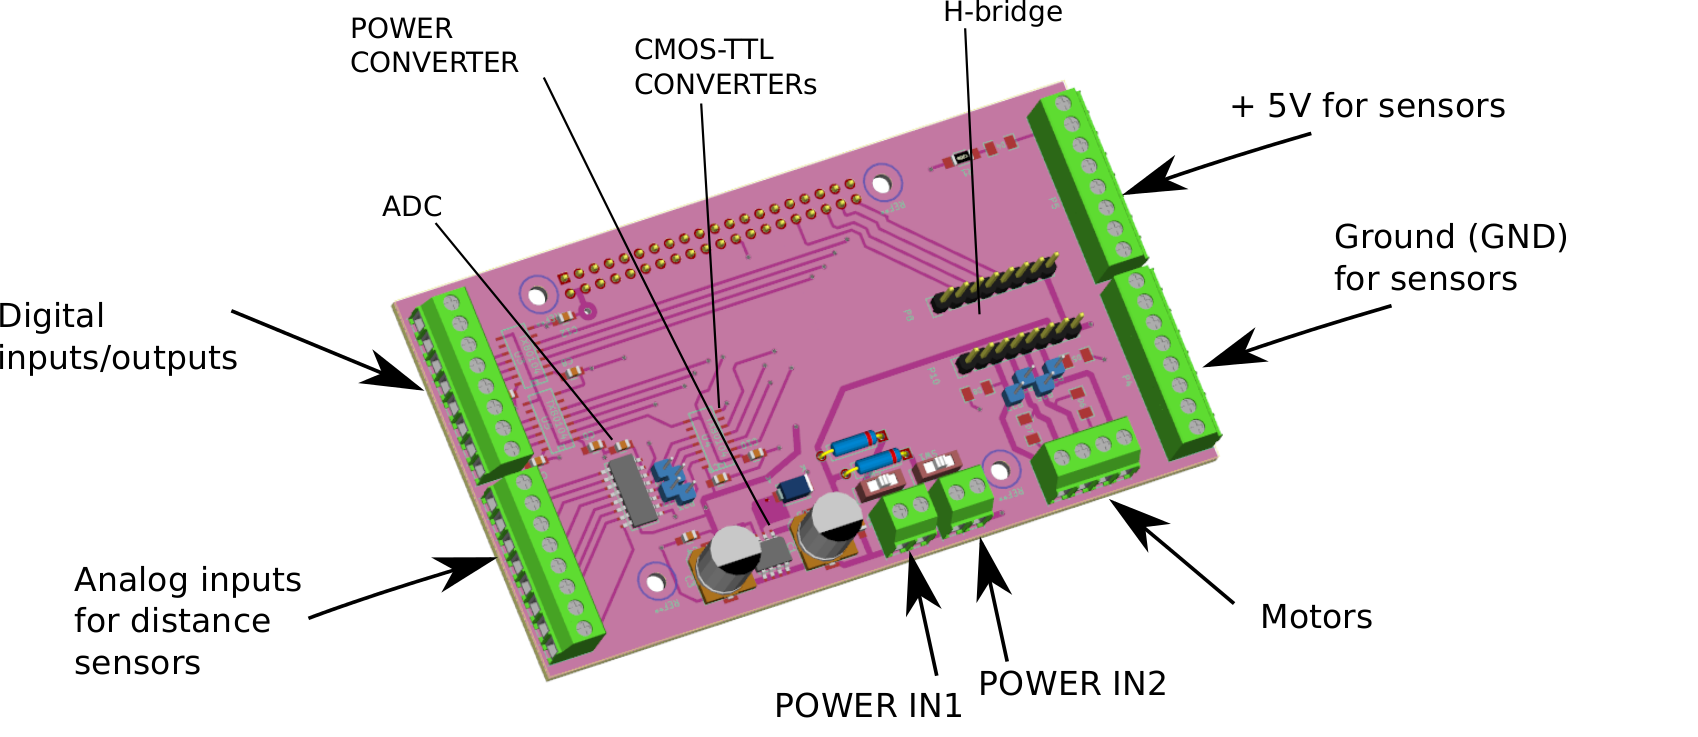 H-bridge
POWER
CONVERTER
CMOS-TTL
CONVERTERs
+ 5V for sensors
ADC
Ground (GND)
for sensors
Digital
inputs/outputs
Analog inputs
for distance
sensors
Motors
POWER IN2
POWER IN1